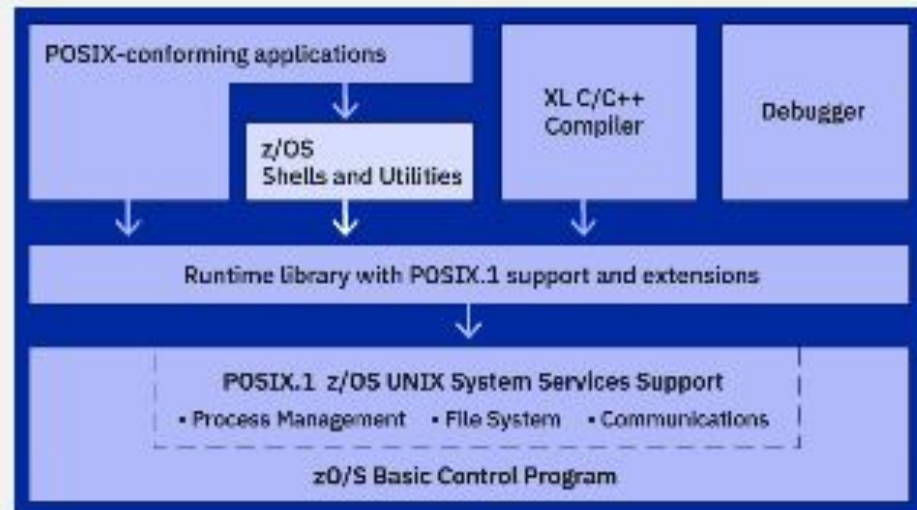 POSIX-conforming applications
z/OS
Shells and Utilities
XL C/C++
Compiler
Debugger
Runtime library with POSIX.1 support and extensions
POSIX.1 z/OS UNIX System Services Support
• Process Management • File System • Communications
zO/S Basic Control Program